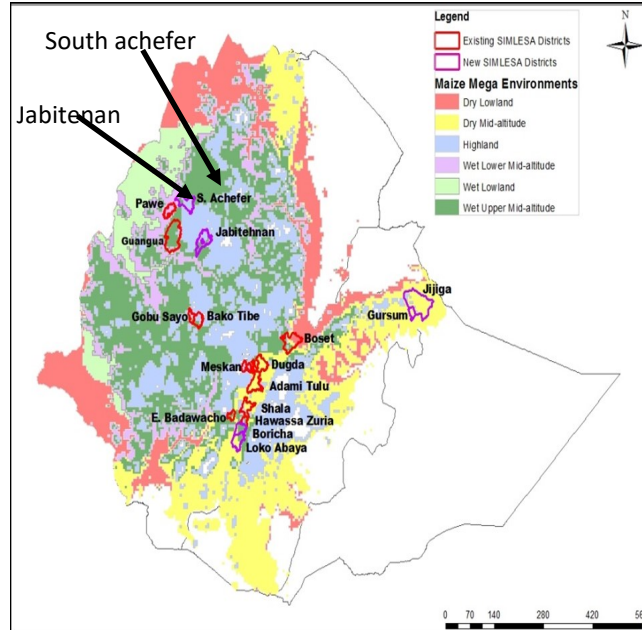 South achefer
Jabitenan
Legend
Existing SIMLESA Districts
New SIMLESA Districts
Maize Mega Environments
Dry Lowland
Dry Mid-altitude
Highland
Wet Lower Mid-altitude
Wet Lowland
Wet Upper Mid-altitude
N
S. Achefer
Pawe
Guangua
Jabitehnan
Jijiga
Gursum
Gobu Sayo
Bako Tibe
Boset
Meskan
Dugda
Adami Tulu
Shala
E. Badawacho
Hawassa Zuria
Boricha
Loko Abaya
0 70 140 280 420 56